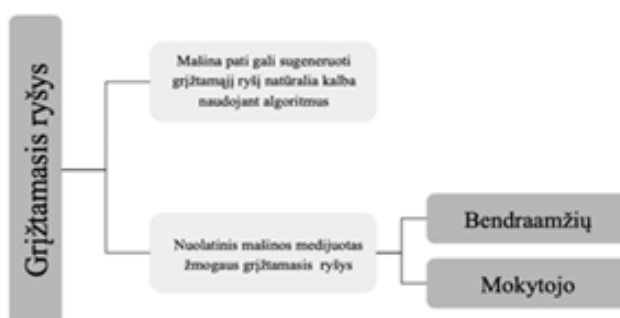 Grįžtamasis ryšys
Mašina pati gali sugeneruoti
grįžtamąjį ryšį natūralia kalba
naudojant algoritmus
Nuolatinis mašinos medijuotas
žmogaus grįžtamasis ryšys
Bendraamžių
Mokytojo